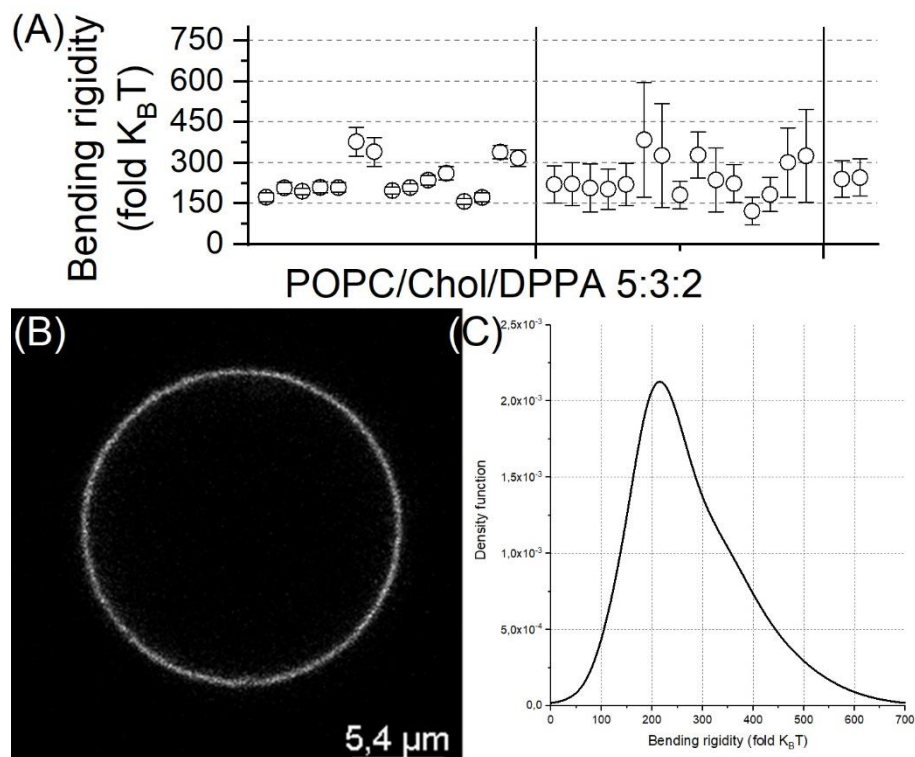 (A)
Bending rigidity
(fold K_BT)
750
600
450
300
150
0
POPC/Chol/DPPA 5:3:2
(B)
5,4 µm
(C)
Density function
2,5x10⁻³
2,0x10⁻³
1,5x10⁻³
1,0x10⁻³
5,0x10⁻⁴
0,0
0 100 200 300 400 500 600 700
Bending rigidity (fold K_BT)